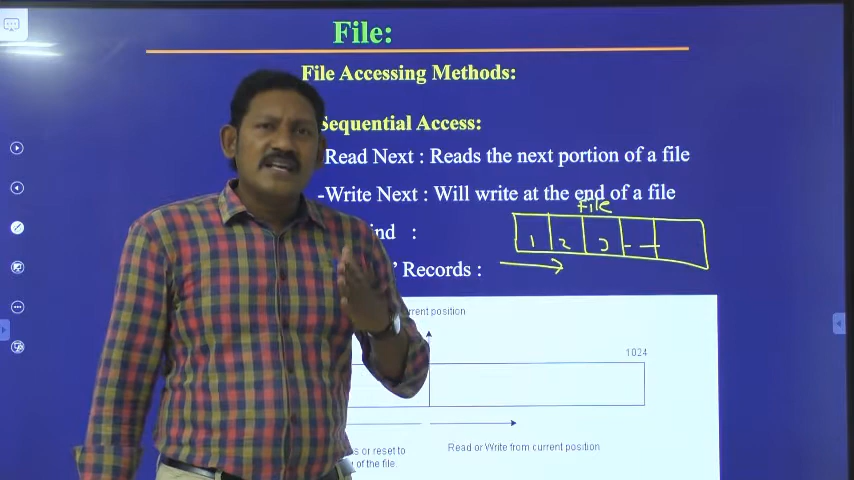 File:
File Accessing Methods:
Sequential Access:
-Read Next : Reads the next portion of a file
-Write Next : Will write at the end of a file
File
ind :
1 2 3 - -
' Records :
rrent position
1024
s or reset to
Read or Write from current position
of the file